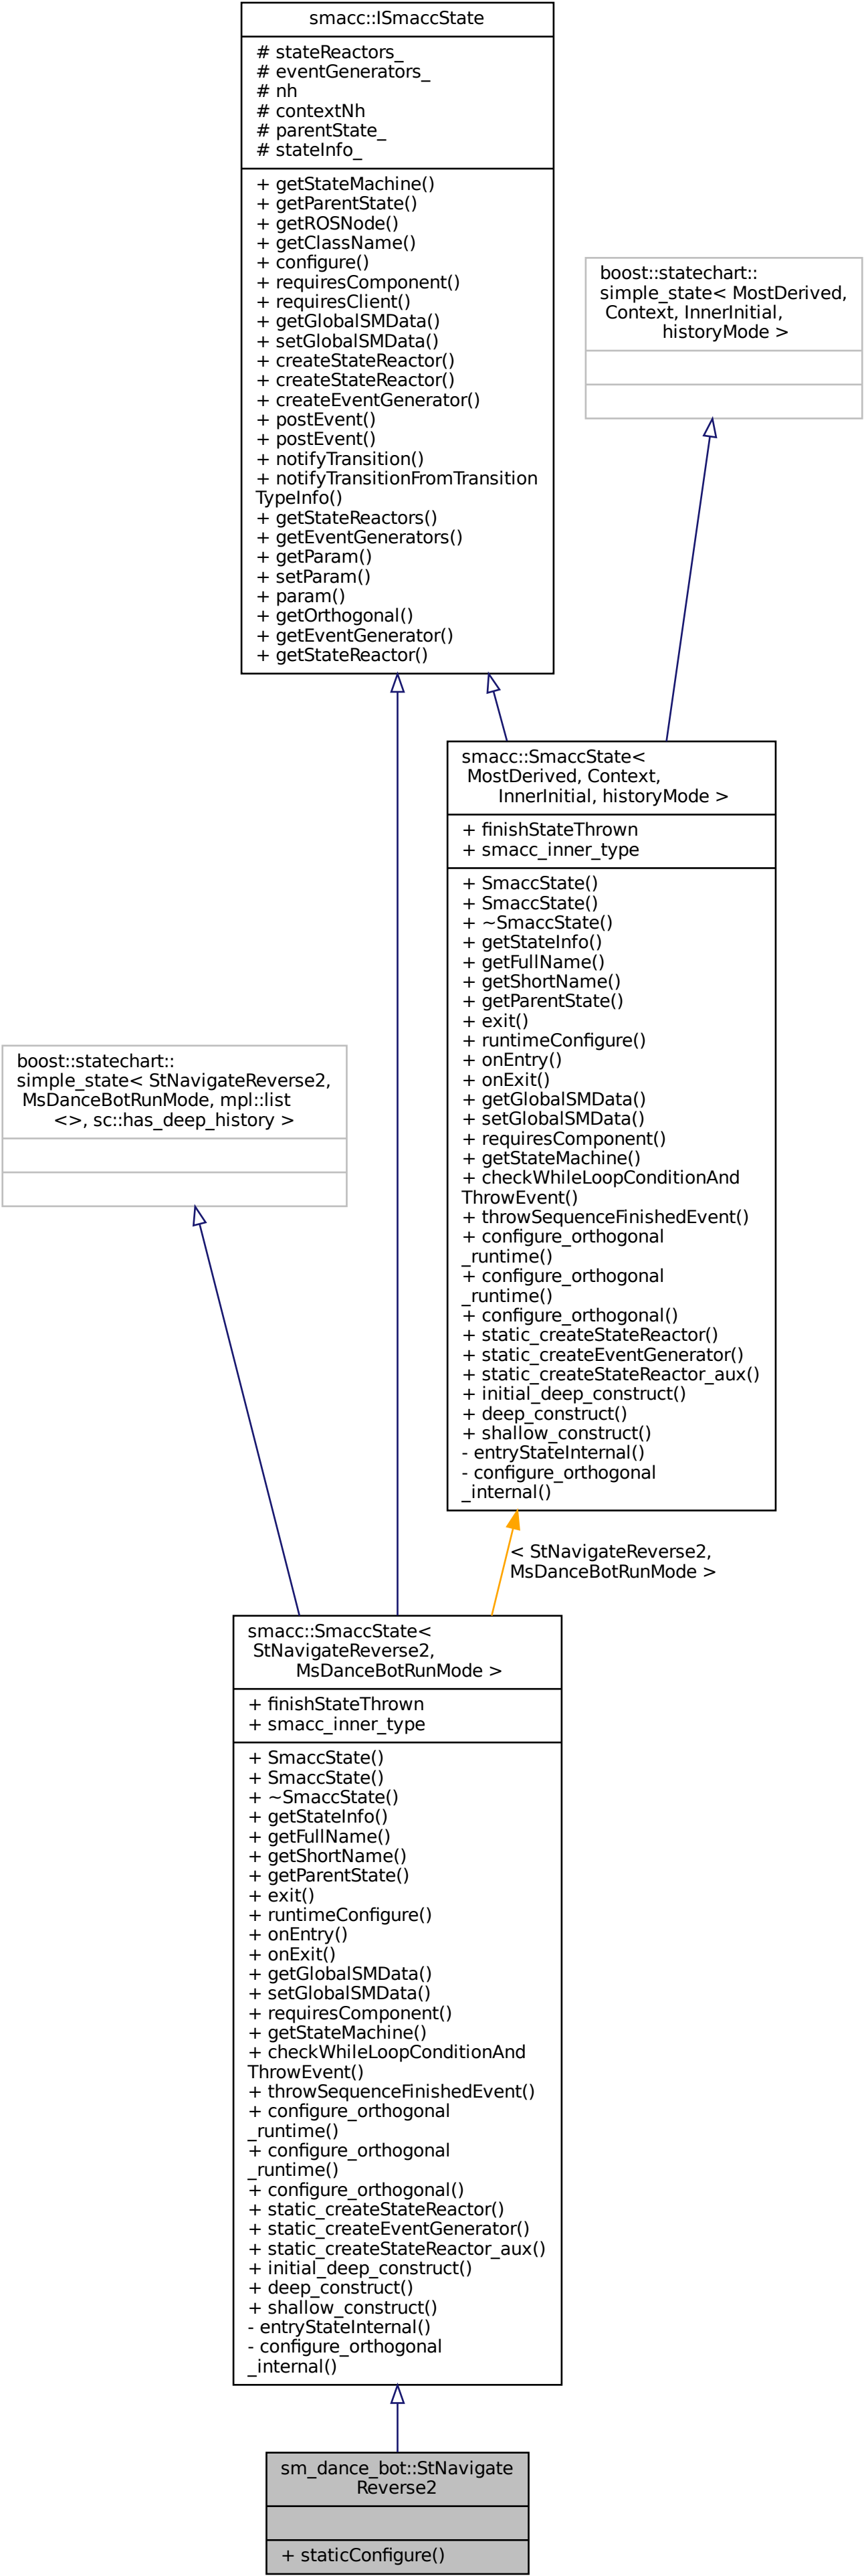 smacc::ISmaccState
# stateReactors_
# eventGenerators_
# nh
# contextNh
# parentState_
# stateInfo_
+ getStateMachine()
+ getParentState()
+ getROSNode()
+ getClassName()
+ configure()
+ requiresComponent()
+ requiresClient()
+ getGlobalSMData()
+ setGlobalSMData()
+ createStateReactor()
+ createStateReactor()
+ createEventGenerator()
+ postEvent()
+ postEvent()
+ notifyTransition()
+ notifyTransitionFromTransition
TypeInfo()
+ getStateReactors()
+ getEventGenerators()
+ getParam()
+ setParam()
+ param()
+ getOrthogonal()
+ getEventGenerator()
+ getStateReactor()
boost::statechart::
simple_state< MostDerived,
Context, InnerInitial,
historyMode >
smacc::SmaccState<
MostDerived, Context,
InnerInitial, historyMode >
+ finishStateThrown
+ smacc_inner_type
+ SmaccState()
+ SmaccState()
+ ~SmaccState()
+ getStateInfo()
+ getFullName()
+ getShortName()
+ getParentState()
+ exit()
+ runtimeConfigure()
+ onEntry()
+ onExit()
+ getGlobalSMData()
+ setGlobalSMData()
+ requiresComponent()
+ getStateMachine()
+ checkWhileLoopConditionAnd
ThrowEvent()
+ throwSequenceFinishedEvent()
+ configure_orthogonal
_runtime()
+ configure_orthogonal
_runtime()
+ configure_orthogonal()
+ static_createStateReactor()
+ static_createEventGenerator()
+ static_createStateReactor_aux()
+ initial_deep_construct()
+ deep_construct()
+ shallow_construct()
- entryStateInternal()
- configure_orthogonal
_internal()
boost::statechart::
simple_state< StNavigateReverse2,
MsDanceBotRunMode, mpl::list
<>, sc::has_deep_history >
< StNavigateReverse2,
MsDanceBotRunMode >
smacc::SmaccState<
StNavigateReverse2,
MsDanceBotRunMode >
+ finishStateThrown
+ smacc_inner_type
+ SmaccState()
+ SmaccState()
+ ~SmaccState()
+ getStateInfo()
+ getFullName()
+ getShortName()
+ getParentState()
+ exit()
+ runtimeConfigure()
+ onEntry()
+ onExit()
+ getGlobalSMData()
+ setGlobalSMData()
+ requiresComponent()
+ getStateMachine()
+ checkWhileLoopConditionAnd
ThrowEvent()
+ throwSequenceFinishedEvent()
+ configure_orthogonal
_runtime()
+ configure_orthogonal
_runtime()
+ configure_orthogonal()
+ static_createStateReactor()
+ static_createEventGenerator()
+ static_createStateReactor_aux()
+ initial_deep_construct()
+ deep_construct()
+ shallow_construct()
- entryStateInternal()
- configure_orthogonal
_internal()
sm_dance_bot::StNavigate
Reverse2
+ staticConfigure()